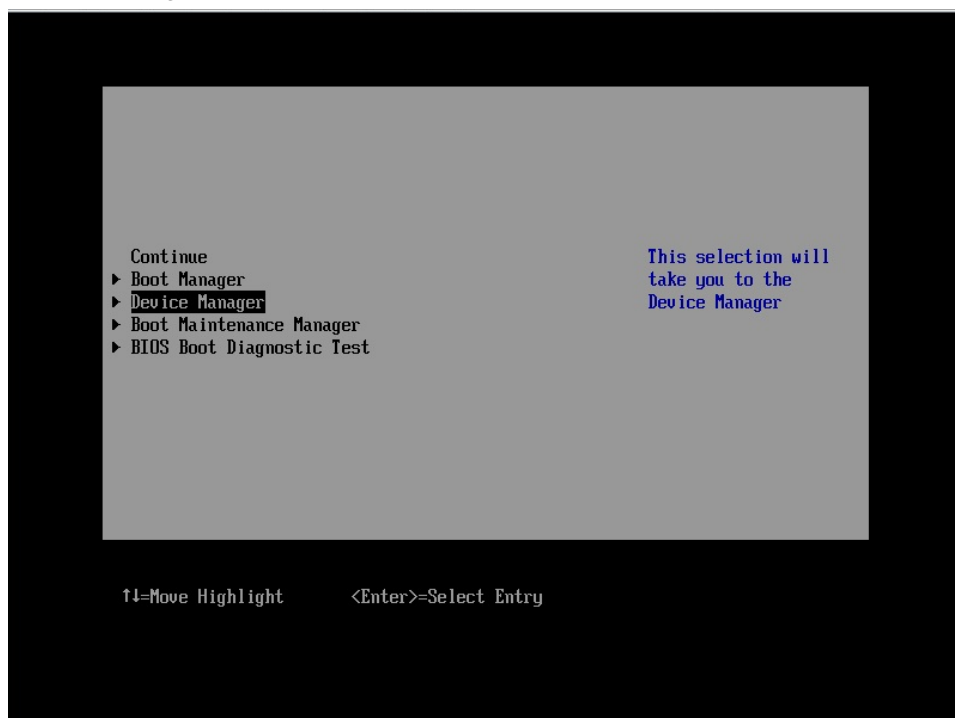 Continue
This selection will
▶ Boot Manager
take you to the
▶ Device Manager
Device Manager
▶ Boot Maintenance Manager
▶ BIOS Boot Diagnostic Test
↑↓=Move Highlight <Enter>=Select Entry